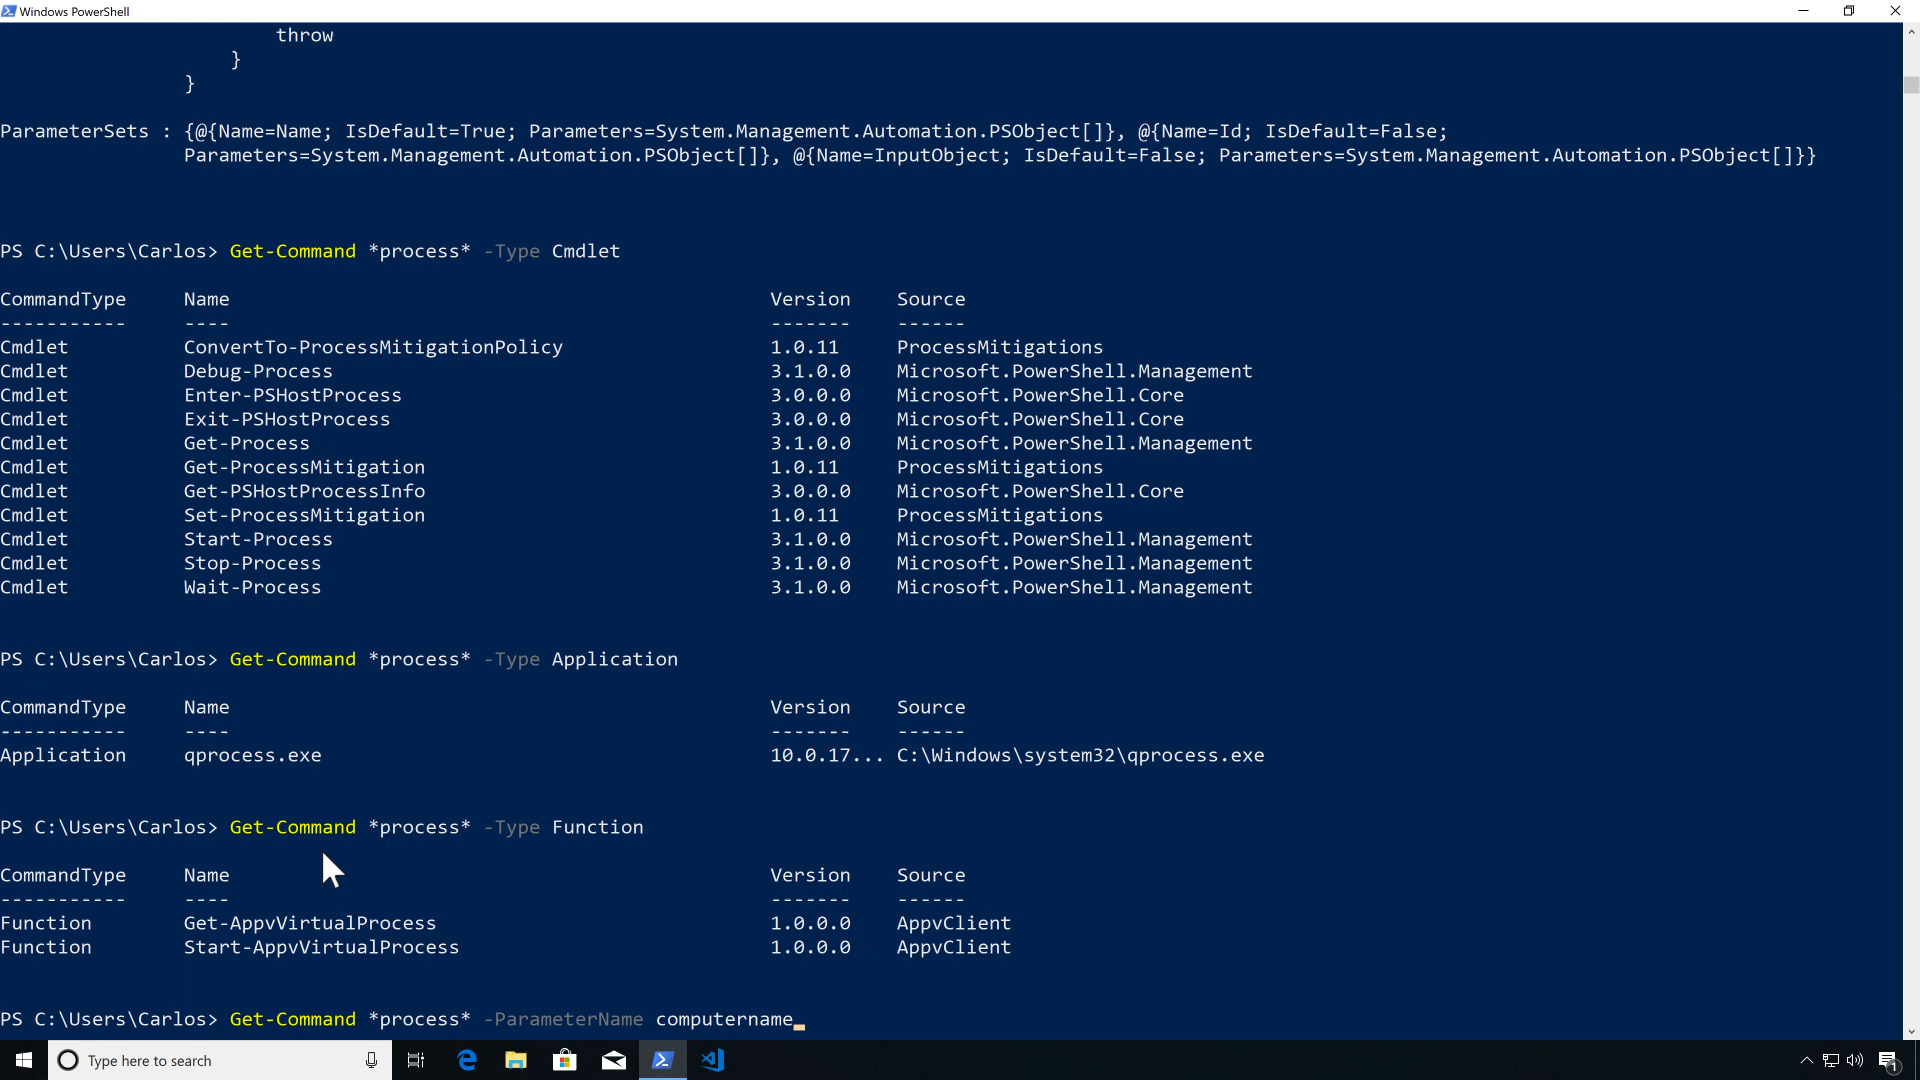 Windows PowerShell
throw
}
}
ParameterSets : {@{Name=Name; IsDefault=True; Parameters=System.Management.Automation.PSObject[]}, @{Name=Id; IsDefault=False;
Parameters=System.Management.Automation.PSObject[]}, @{Name=InputObject; IsDefault=False; Parameters=System.Management.Automation.PSObject[]}}
PS C:\Users\Carlos> Get-Command *process* -Type Cmdlet
CommandType Name Version Source
----------- ---- ------- ------
Cmdlet ConvertTo-ProcessMitigationPolicy 1.0.11 ProcessMitigations
Cmdlet Debug-Process 3.1.0.0 Microsoft.PowerShell.Management
Cmdlet Enter-PSHostProcess 3.0.0.0 Microsoft.PowerShell.Core
Cmdlet Exit-PSHostProcess 3.0.0.0 Microsoft.PowerShell.Core
Cmdlet Get-Process 3.1.0.0 Microsoft.PowerShell.Management
Cmdlet Get-ProcessMitigation 1.0.11 ProcessMitigations
Cmdlet Get-PSHostProcessInfo 3.0.0.0 Microsoft.PowerShell.Core
Cmdlet Set-ProcessMitigation 1.0.11 ProcessMitigations
Cmdlet Start-Process 3.1.0.0 Microsoft.PowerShell.Management
Cmdlet Stop-Process 3.1.0.0 Microsoft.PowerShell.Management
Cmdlet Wait-Process 3.1.0.0 Microsoft.PowerShell.Management
PS C:\Users\Carlos> Get-Command *process* -Type Application
CommandType Name Version Source
----------- ---- ------- ------
Application qprocess.exe 10.0.17... C:\Windows\system32\qprocess.exe
PS C:\Users\Carlos> Get-Command *process* -Type Function
CommandType Name Version Source
----------- ---- ------- ------
Function Get-AppvVirtualProcess 1.0.0.0 AppvClient
Function Start-AppvVirtualProcess 1.0.0.0 AppvClient
PS C:\Users\Carlos> Get-Command *process* -ParameterName computername
Type here to search
1